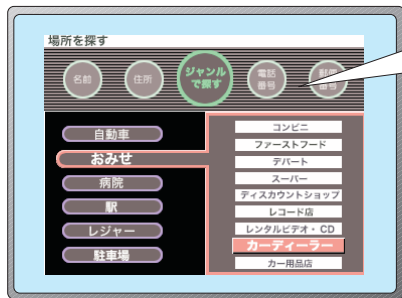 場所を探す
名前
住所
ジャンル
で探す
電話
番号
郵便
番号
自動車
おみせ
病院
駅
レジャー
駐車場
コンビニ
ファーストフード
デパート
スーパー
ディスカウントショップ
レコード店
レンタルビデオ・CD
カーディーラー
カー用品店